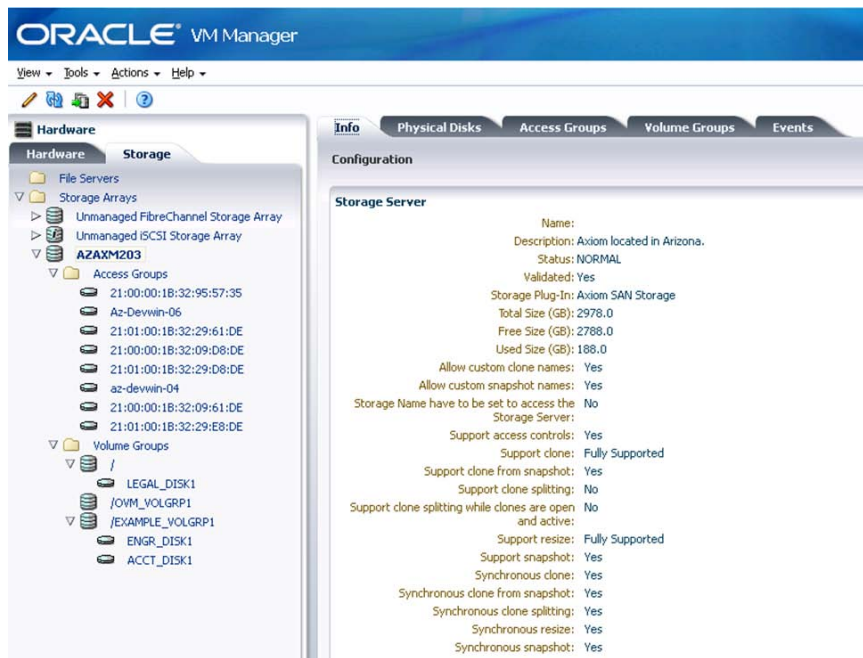 ORACLE® VM Manager
View Tools Actions Help
Hardware
Hardware Storage
File Servers
Storage Arrays
Unmanaged FibreChannel Storage Array
Unmanaged iSCSI Storage Array
AZAXM203
Access Groups
21:00:00:1B:32:95:57:35
Az-Devwin-06
21:01:00:1B:32:29:61:DE
21:00:00:1B:32:09:D8:DE
21:01:00:1B:32:29:D8:DE
az-devwin-04
21:00:00:1B:32:09:61:DE
21:01:00:1B:32:29:E8:DE
Volume Groups
/
LEGAL_DISK1
/OVM_VOLGRP1
/EXAMPLE_VOLGRP1
ENGR_DISK1
ACCT_DISK1
Info Physical Disks Access Groups Volume Groups Events
Configuration
Storage Server
Name:
Description: Axiom located in Arizona.
Status: NORMAL
Validated: Yes
Storage Plug-In: Axiom SAN Storage
Total Size (GB): 2978.0
Free Size (GB): 2788.0
Used Size (GB): 188.0
Allow custom clone names: Yes
Allow custom snapshot names: Yes
Storage Name have to be set to access the No
Storage Server:
Support access controls: Yes
Support clone: Fully Supported
Support clone from snapshot: Yes
Support clone splitting: No
Support clone splitting while clones are open No
and active:
Support resize: Fully Supported
Support snapshot: Yes
Synchronous clone: Yes
Synchronous clone from snapshot: Yes
Synchronous clone splitting: Yes
Synchronous resize: Yes
Synchronous snapshot: Yes